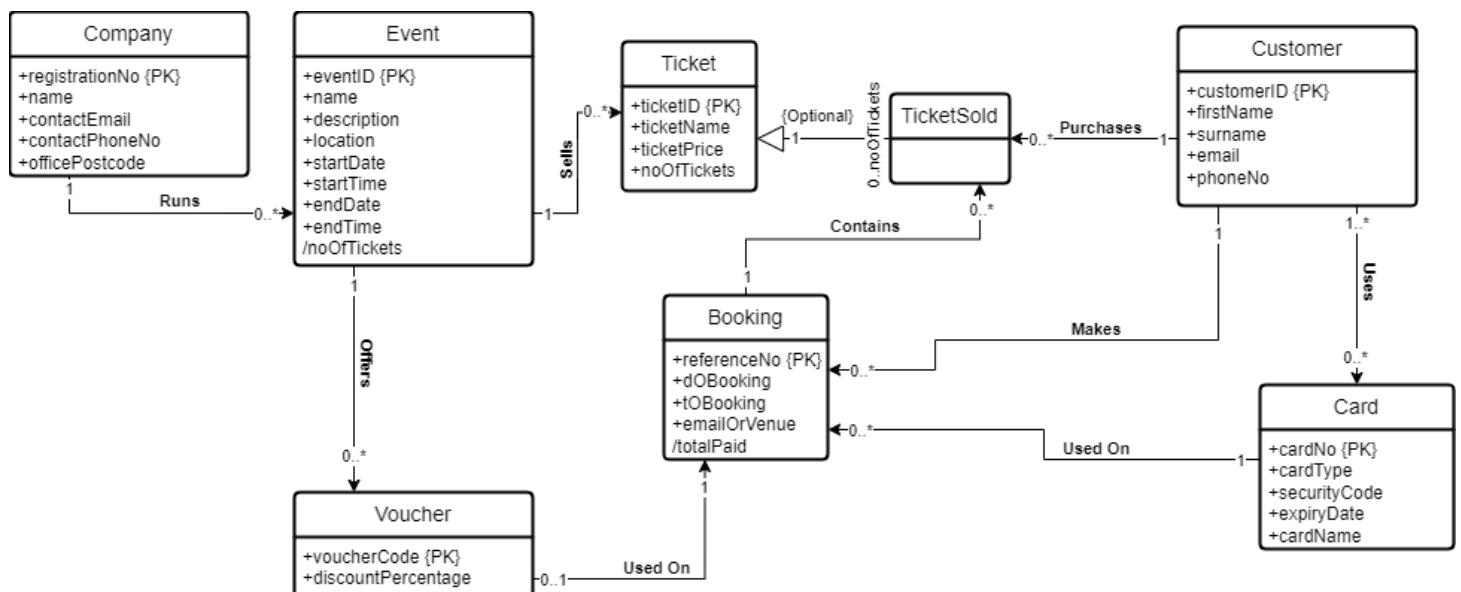 Company
+registrationNo {PK}
+name
+contactEmail
+contactPhoneNo
+officePostcode
1
Runs
0..*
Event
+eventID {PK}
+name
+description
+location
+startDate
+startTime
+endDate
+endTime
/noOfTickets
1
Sells
0..*
Ticket
+ticketID {PK}
+ticketName
+ticketPrice
+noOfTickets
{Optional}
1
0..noOfTickets
TicketSold
0..*
Purchases
1
Customer
+customerID {PK}
+firstName
+surname
+email
+phoneNo
0..*
Contains
1
1
Makes
0..*
1..*
Uses
0..*
1
Offers
0..*
Booking
+referenceNo {PK}
+dOBooking
+tOBooking
+emailOrVenue
/totalPaid
0..*
Used On
1
Card
+cardNo {PK}
+cardType
+securityCode
+expiryDate
+cardName
Voucher
+voucherCode {PK}
+discountPercentage
0..1
Used On
1